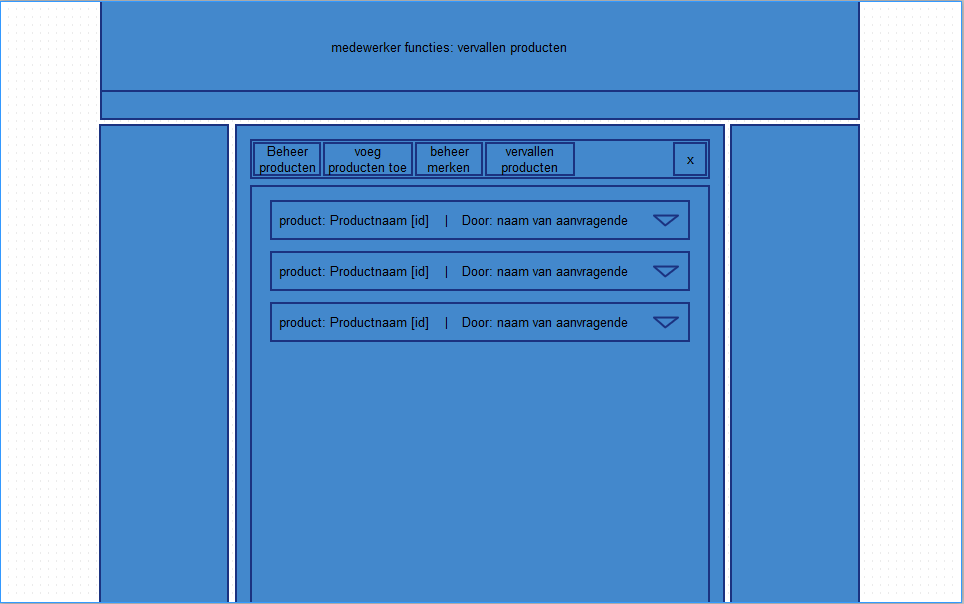 medewerker functies: vervallen producten
Beheer
producten
voeg
producten toe
beheer
merken
vervallen
producten
x
product: Productnaam [id] | Door: naam van aanvragende
product: Productnaam [id] | Door: naam van aanvragende
product: Productnaam [id] | Door: naam van aanvragende